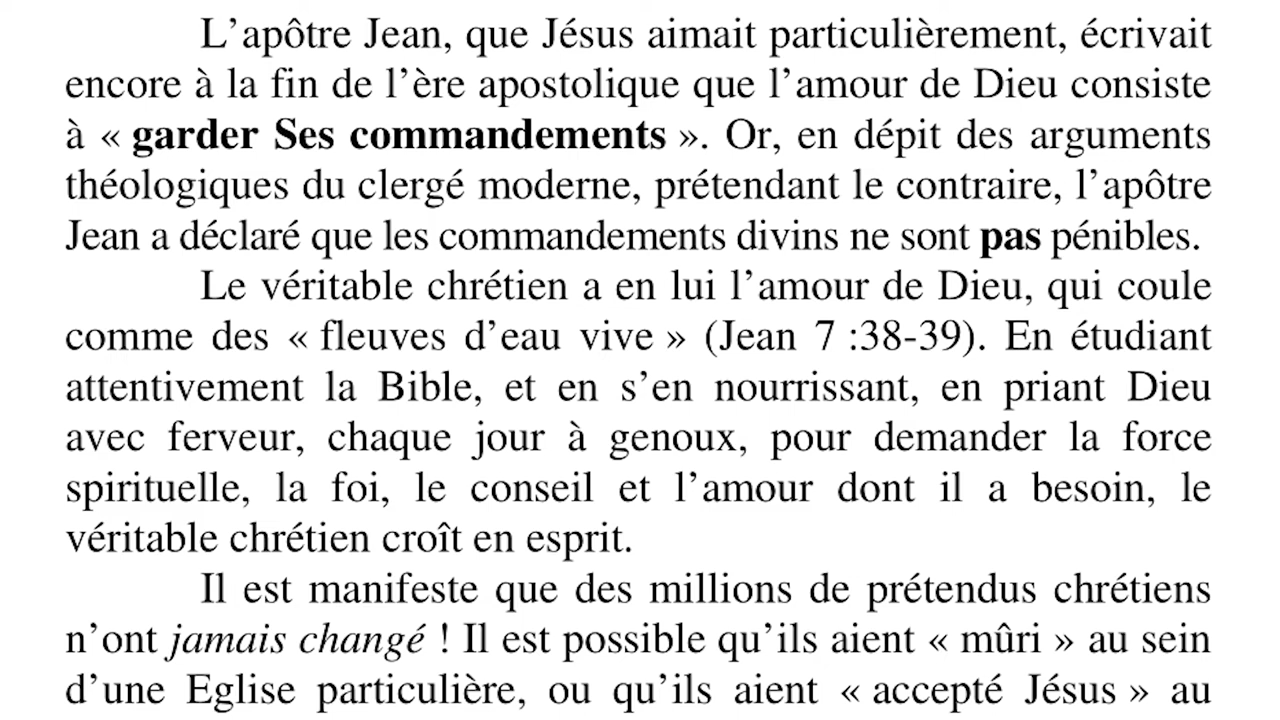 L’apôtre Jean, que Jésus aimait particulièrement, écrivait
encore à la fin de l’ère apostolique que l’amour de Dieu consiste
à « garder Ses commandements ». Or, en dépit des arguments
théologiques du clergé moderne, prétendant le contraire, l’apôtre
Jean a déclaré que les commandements divins ne sont pas pénibles.
Le véritable chrétien a en lui l’amour de Dieu, qui coule
comme des « fleuves d’eau vive » (Jean 7 :38-39). En étudiant
attentivement la Bible, et en s’en nourrissant, en priant Dieu
avec ferveur, chaque jour à genoux, pour demander la force
spirituelle, la foi, le conseil et l’amour dont il a besoin, le
véritable chrétien croît en esprit.
Il est manifeste que des millions de prétendus chrétiens
n’ont jamais changé ! Il est possible qu’ils aient « mûri » au sein
d’une Eglise particulière, ou qu’ils aient « accepté Jésus » au